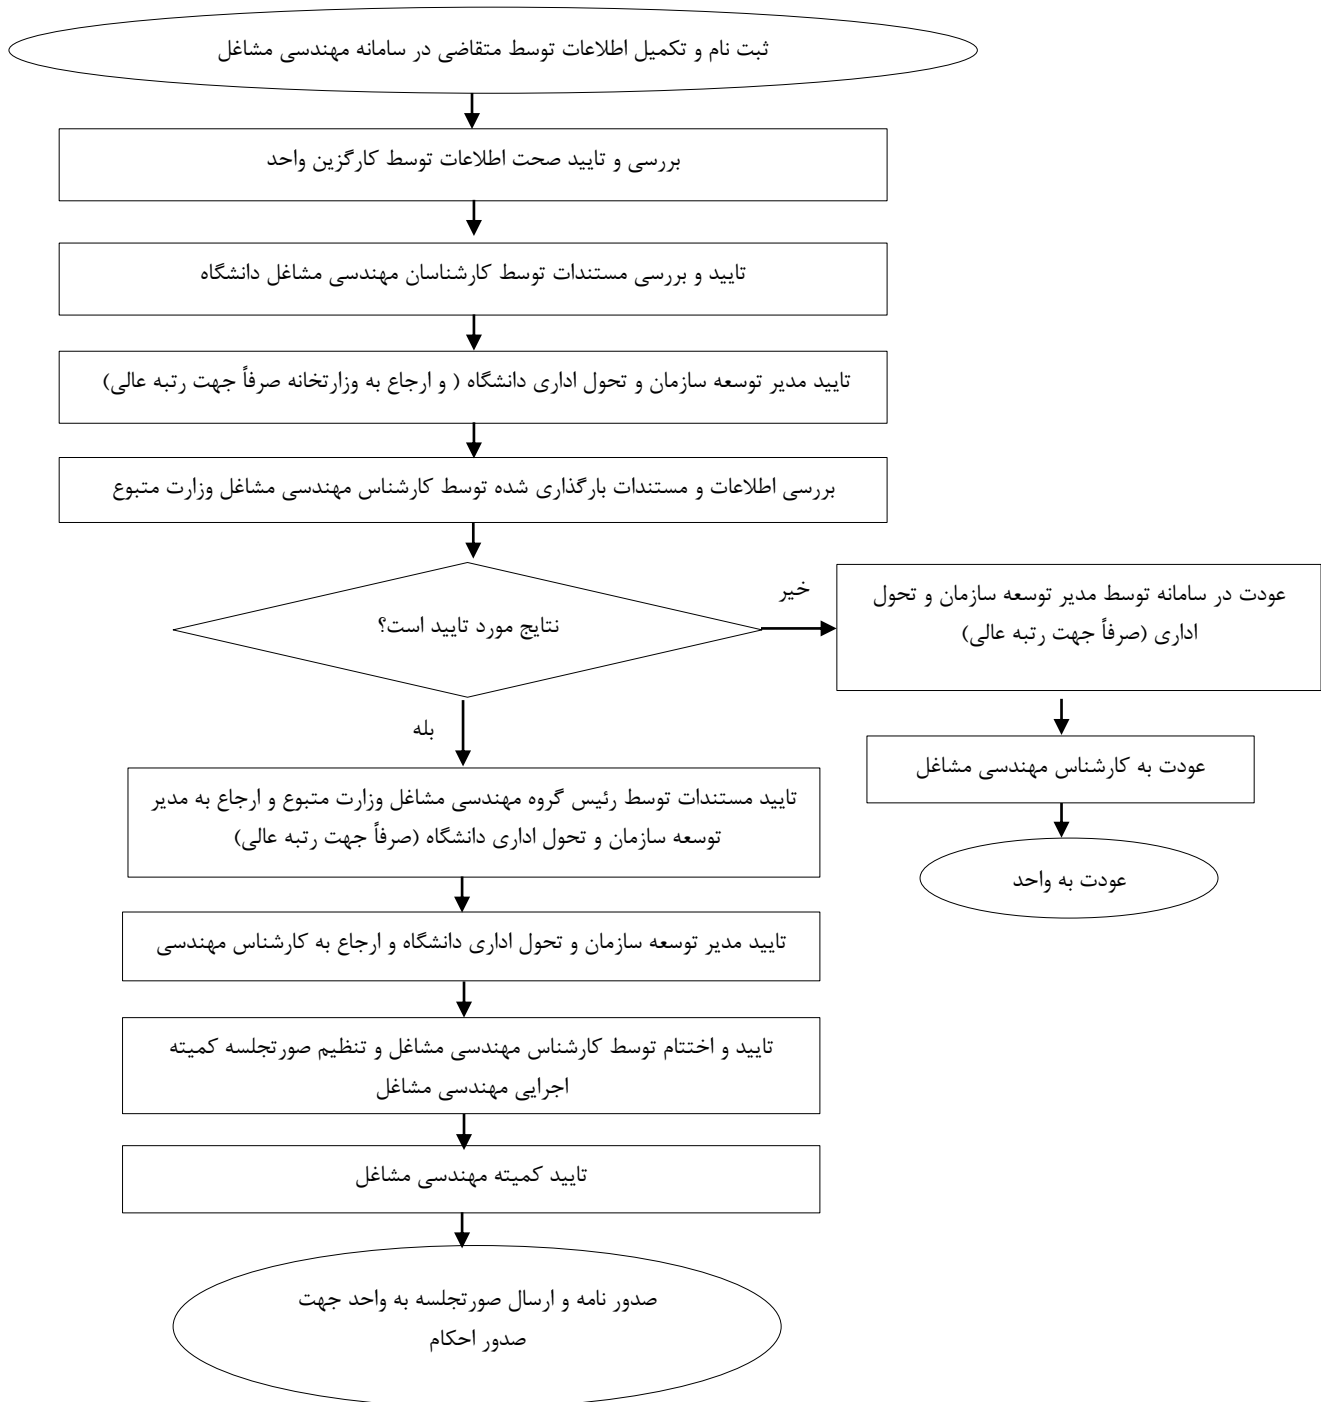 ثبت نام و تکمیل اطلاعات توسط متقاضی در سامانه مهندسی مشاغل
بررسی و تایید صحت اطلاعات توسط کارگزین واحد
تایید و بررسی مستندات توسط کارشناسان مهندسی مشاغل دانشگاه
تایید مدیر توسعه سازمان و تحول اداری دانشگاه ( و ارجاع به وزارتخانه صرفاً جهت رتبه عالی)
بررسی اطلاعات و مستندات بارگذاری شده توسط کارشناس مهندسی مشاغل وزارت متبوع
نتایج مورد تایید است؟
خیر
عودت در سامانه توسط مدیر توسعه سازمان و تحول
اداری (صرفاً جهت رتبه عالی)
عودت به کارشناس مهندسی مشاغل
عودت به واحد
بله
تایید مستندات توسط رئیس گروه مهندسی مشاغل وزارت متبوع و ارجاع به مدیر
توسعه سازمان و تحول اداری دانشگاه (صرفاً جهت رتبه عالی)
تایید مدیر توسعه سازمان و تحول اداری دانشگاه و ارجاع به کارشناس مهندسی
تایید و اختتام توسط کارشناس مهندسی مشاغل و تنظیم صورتجلسه کمیته
اجرایی مهندسی مشاغل
تایید کمیته مهندسی مشاغل
صدور نامه و ارسال صورتجلسه به واحد جهت
صدور احکام